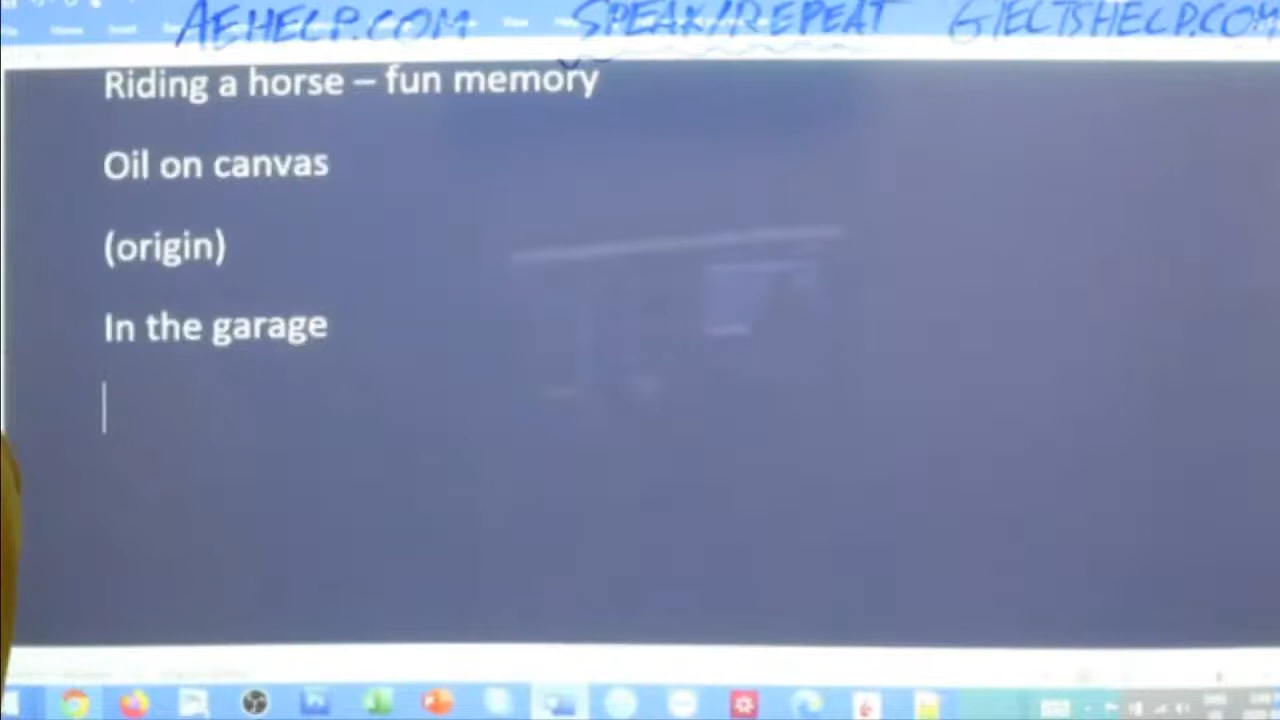 AEHELP.COM SPEAK/REPEAT GIELTSHELP.COM
Riding a horse – fun memory
Oil on canvas
(origin)
In the garage